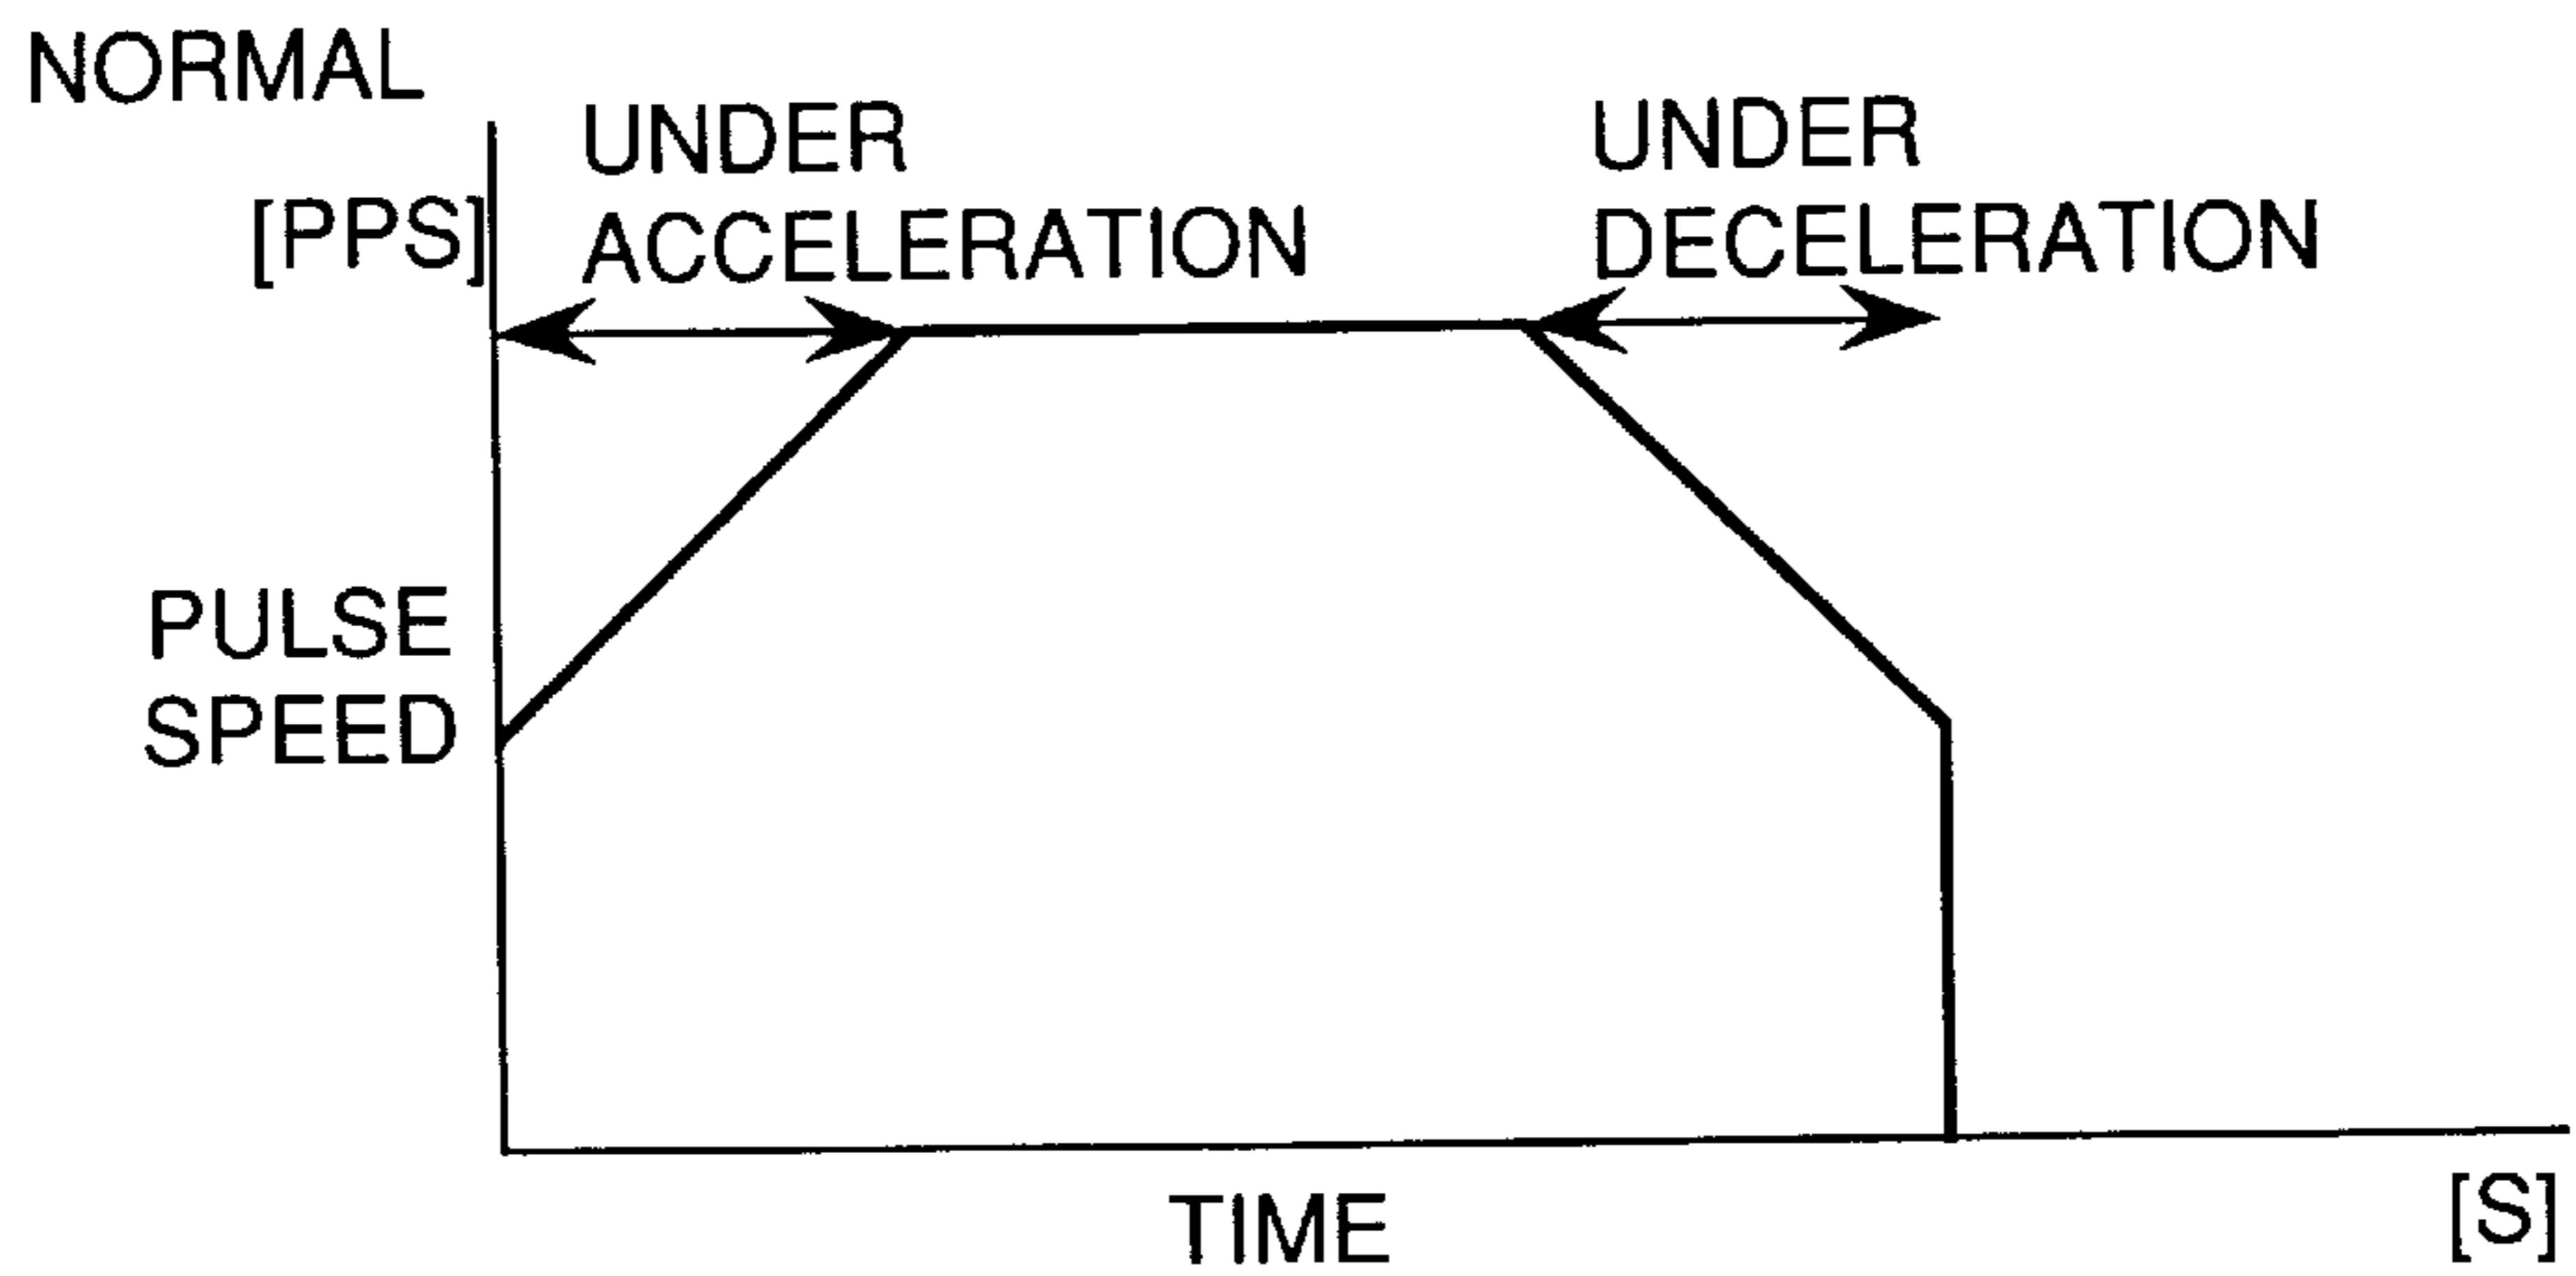 NORMAL
UNDER
ACCELERATION
UNDER
DECELERATION
[PPS]
PULSE
SPEED
TIME
[S]